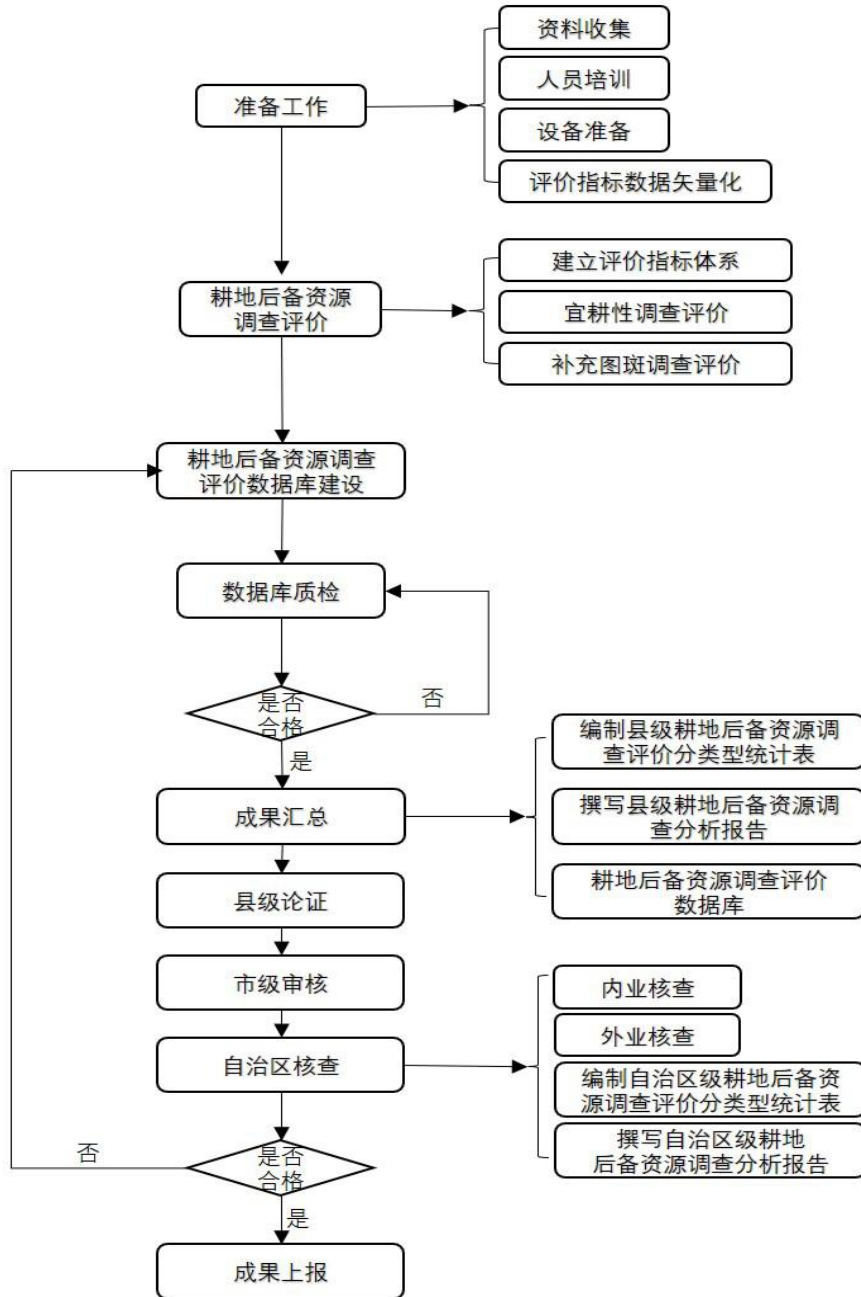 资料收集
人员培训
准备工作
设备准备
评价指标数据矢量化
建立评价指标体系
耕地后备资源
调查评价
宜耕性调查评价
补充图斑调查评价
耕地后备资源调查
评价数据库建设
数据库质检
是否
合格
否
是
编制县级耕地后备资源调
查评价分类型统计表
成果汇总
撰写县级耕地后备资源调
查分析报告
耕地后备资源调查评价
数据库
县级论证
市级审核
内业核查
外业核查
自治区核查
编制自治区级耕地后备资
源调查评价分类型统计表
撰写自治区级耕地
后备资源调查分析报告
否
是否
合格
是
成果上报